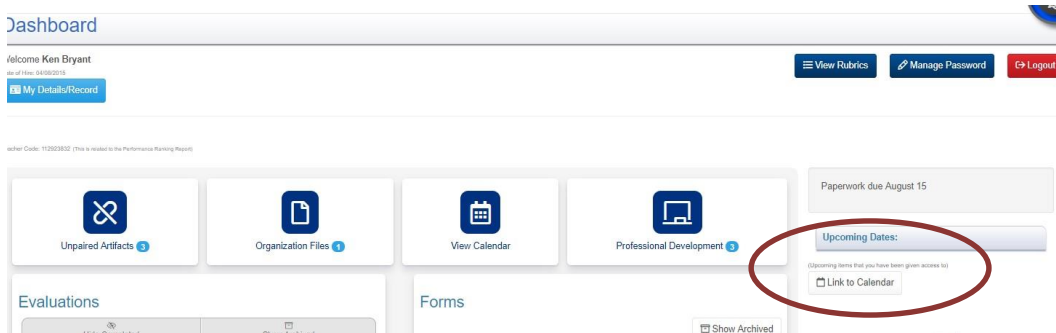 Dashboard
Welcome Ken Bryant
Date of Hire: 04/09/2015
My Details/Record
View Rubrics
Manage Password
Logout
Teacher Code: 112923832 (This is related to the Performance Ranking Report)
Unpaired Artifacts 3
Organization Files 1
View Calendar
Professional Development 3
Paperwork due August 15
Upcoming Dates:
(Upcoming items that you have been given access to)
Link to Calendar
Evaluations
Forms
Show Archived